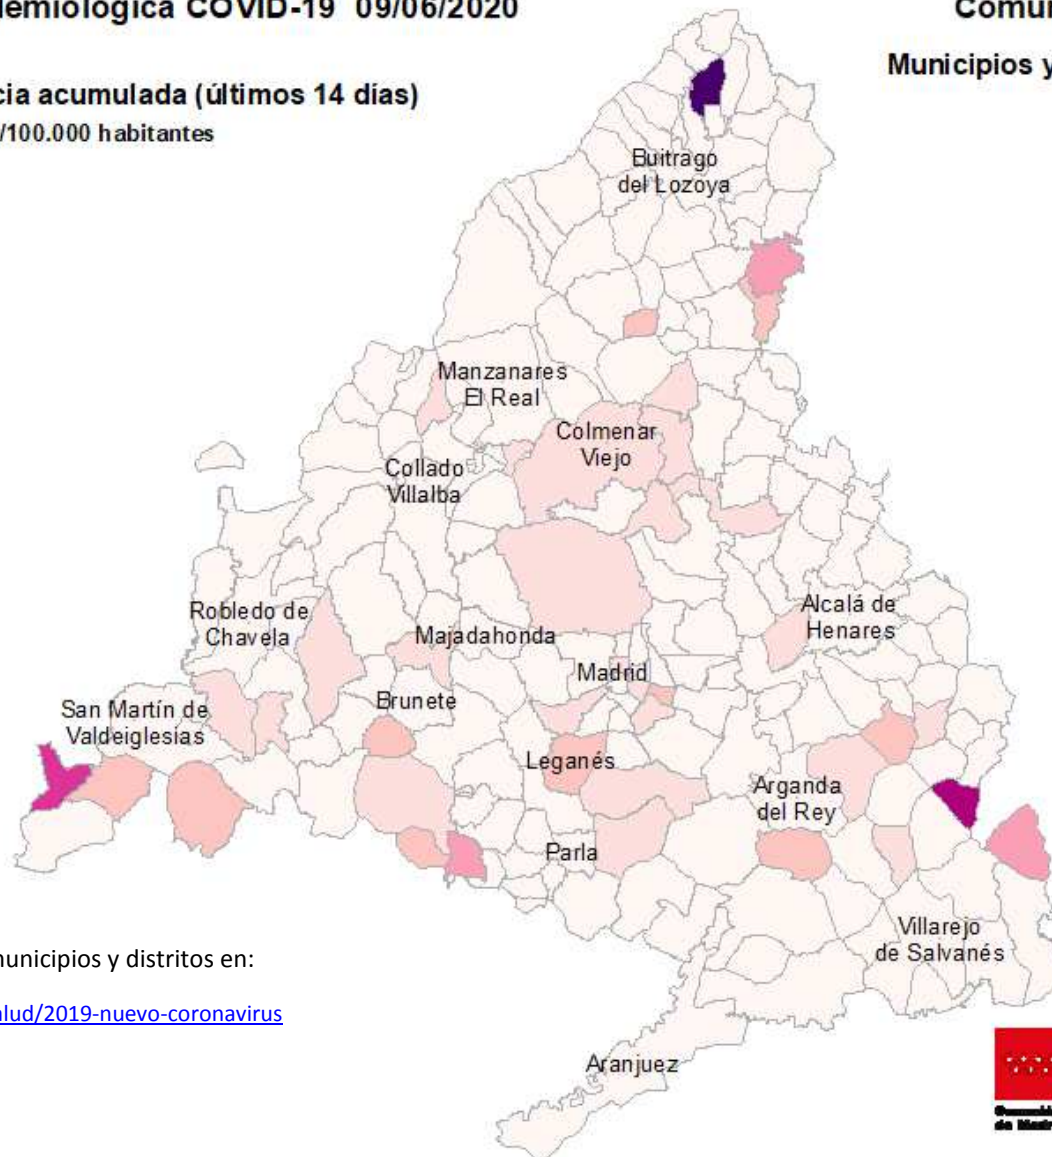 demiológica COVID-19 09/06/2020
Comun
Municipios y
cia acumulada (últimos 14 días)
/100.000 habitantes
Buitrago
del Lozoya
Manzanares
El Real
Colmenar
Viejo
Collado
Villalba
Robledo de
Chavela
Majadahonda
Alcalá de
Henares
Madrid
San Martín de
Valdeiglesias
Brunete
Leganés
Arganda
del Rey
Parla
Villarejo
de Salvanés
municipios y distritos en:
alud/2019-nuevo-coronavirus
Aranjuez